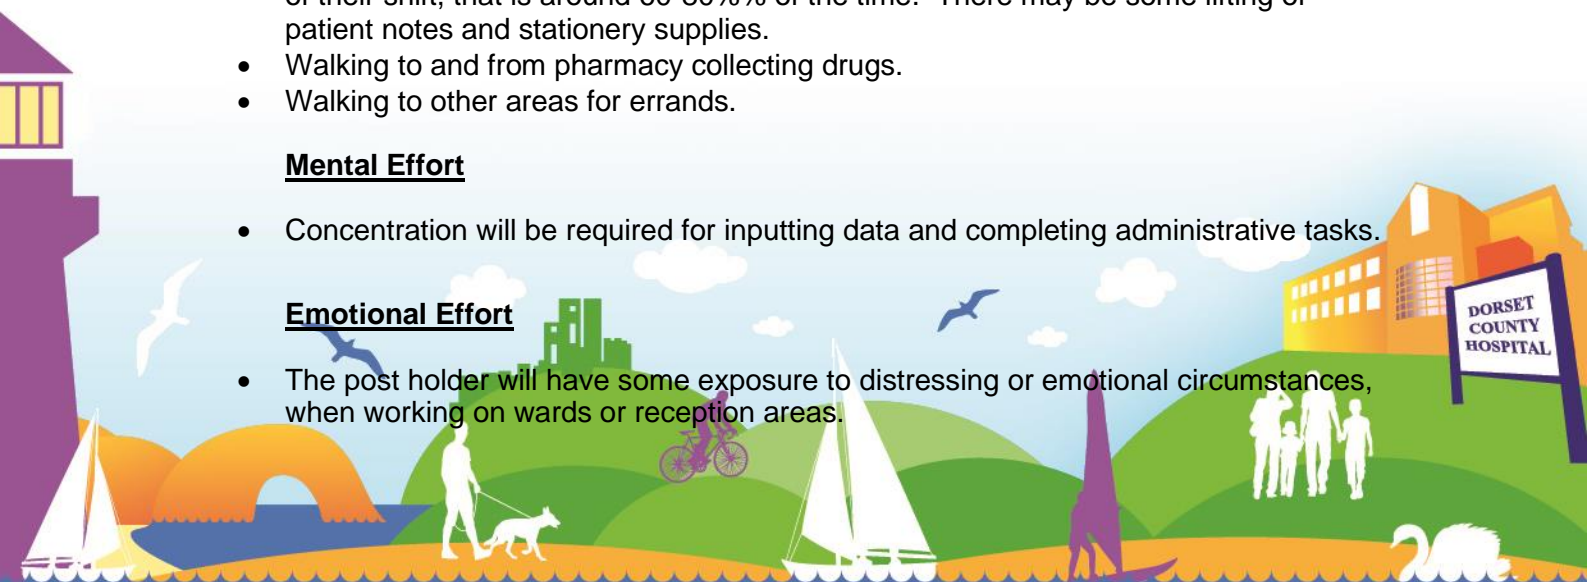 patient notes and stationery supplies.
• Walking to and from pharmacy collecting drugs.
• Walking to other areas for errands.
Mental Effort
• Concentration will be required for inputting data and completing administrative tasks.
Emotional Effort
• The post holder will have some exposure to distressing or emotional circumstances,
when working on wards or reception areas.
DORSET
COUNTY
HOSPITAL